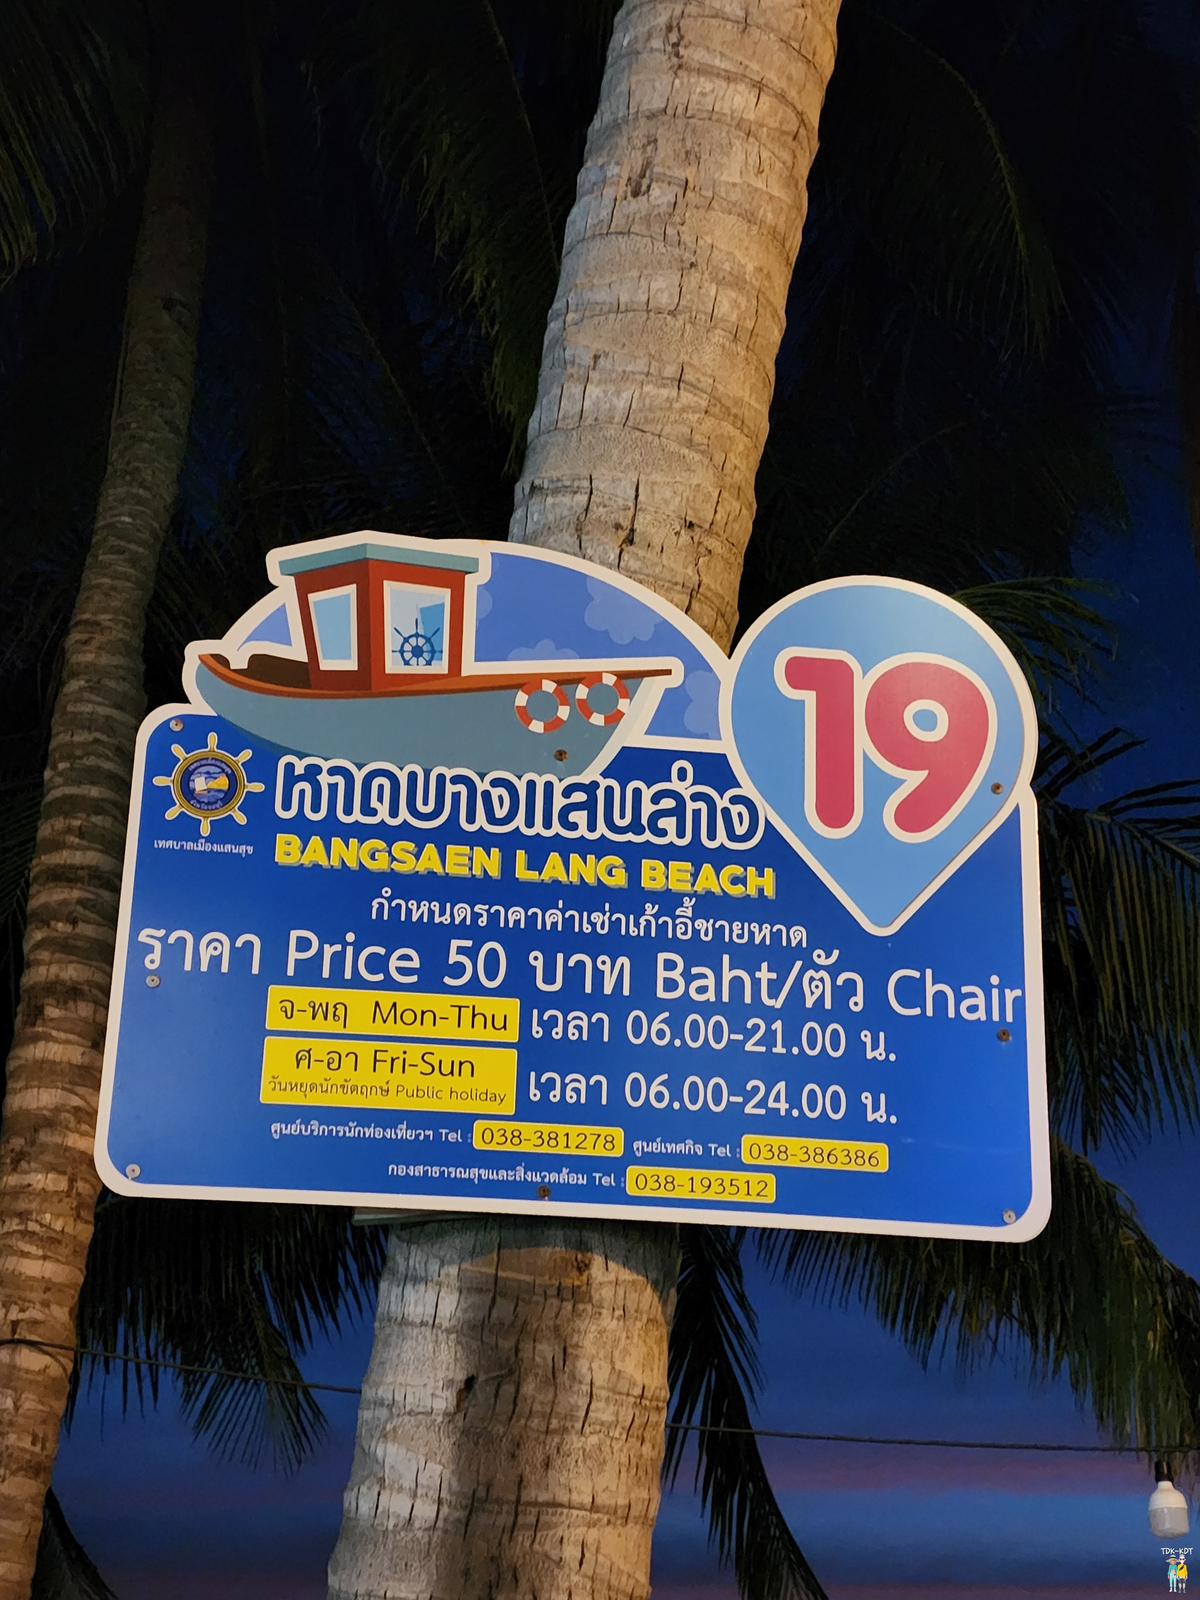 19
หาดบางแสนล่าง
BANGSAEN LANG BEACH
เทศบาลเมืองแสนสุข
กำหนดราคาค่าเช่าเก้าอี้ชายหาด
ราคา Price 50 บาท Baht/ตัว Chair
จ-พฤ Mon-Thu เวลา 06.00-21.00 น.
ศ-อา Fri-Sun
วันหยุดนักขัตฤกษ์ Public holiday เวลา 06.00-24.00 น.
ศูนย์บริการนักท่องเที่ยวฯ Tel : 038-381278 ศูนย์เทศกิจ Tel : 038-386386
กองสาธารณสุขและสิ่งแวดล้อม Tel : 038-193512
TDK-KDT